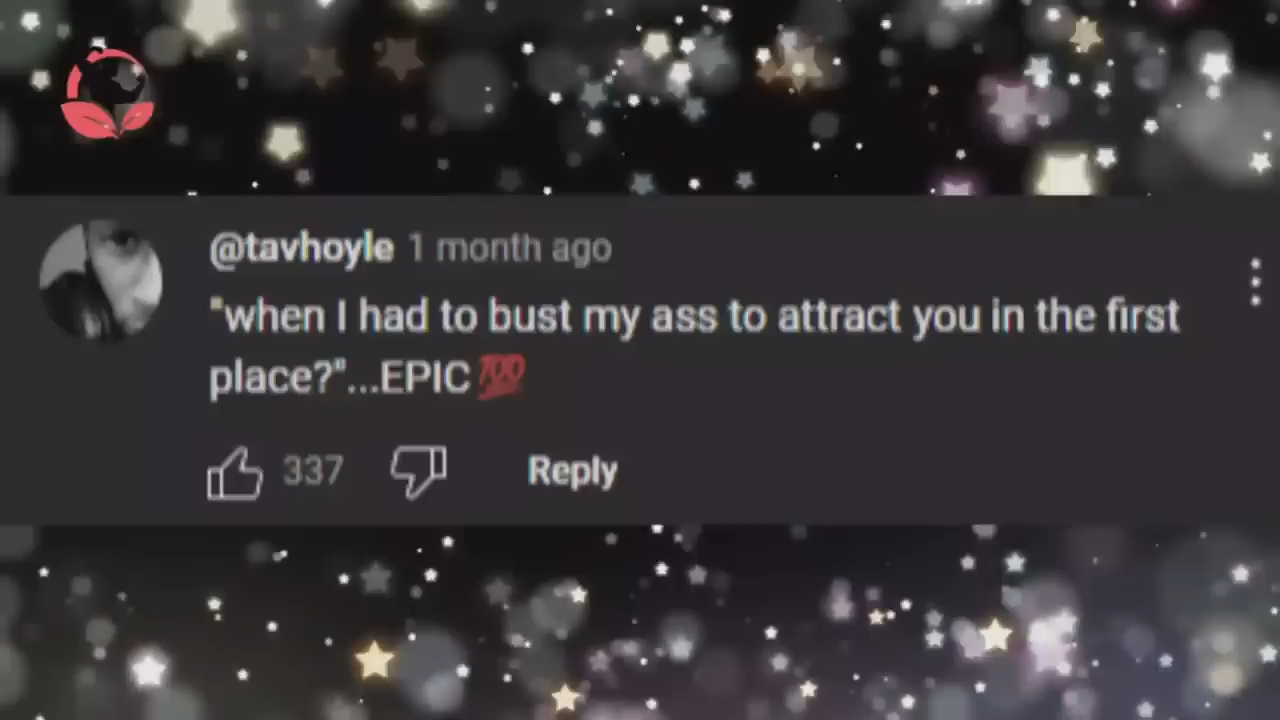 @tavhoyle 1 month ago
"when I had to bust my ass to attract you in the first
place?"...EPIC 💯
337 Reply